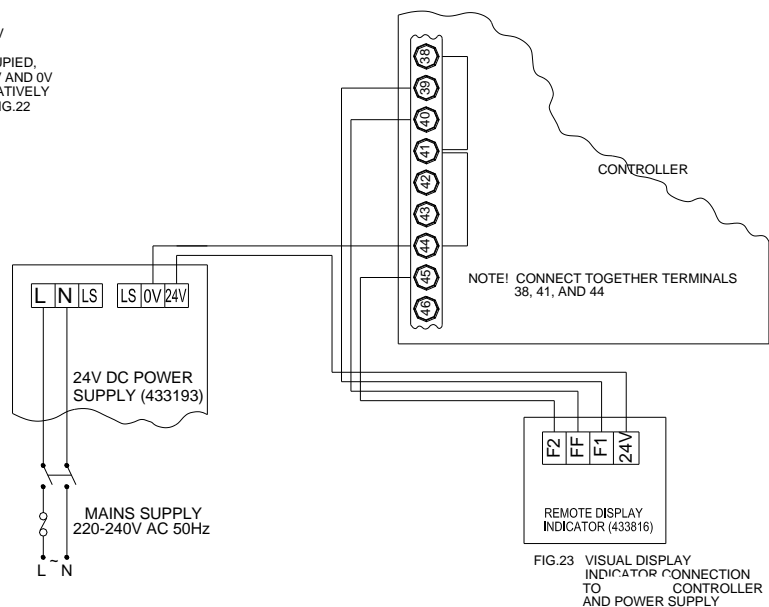 V
UPIED,
V AND 0V
ATIVELY
IG.22
38
39
40
41
42
43
44
45
46
CONTROLLER
NOTE! CONNECT TOGETHER TERMINALS
38, 41, AND 44
L N LS LS 0V 24V
24V DC POWER
SUPPLY (433193)
MAINS SUPPLY
220-240V AC 50Hz
L ~ N
F2 FF F1 24V
REMOTE DISPLAY
INDICATOR (433816)
FIG.23 VISUAL DISPLAY
INDICATOR CONNECTION
TO CONTROLLER
AND POWER SUPPLY